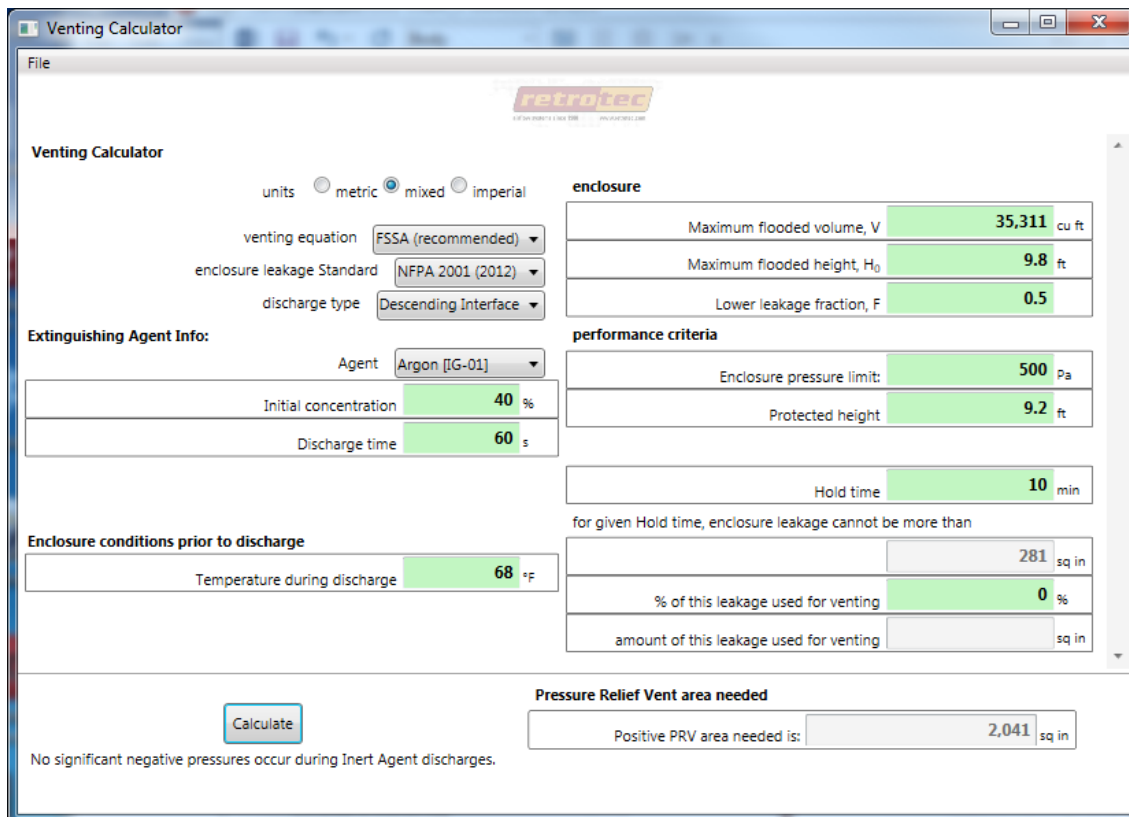 Venting Calculator
File
retrotec
Venting Calculator
units metric mixed imperial
venting equation FSSA (recommended)
enclosure leakage Standard NFPA 2001 (2012)
discharge type Descending Interface
Extinguishing Agent Info:
Agent Argon [IG-01]
Initial concentration 40 %
Discharge time 60 s
Enclosure conditions prior to discharge
Temperature during discharge 68 °F
enclosure
Maximum flooded volume, V 35,311 cu ft
Maximum flooded height, H₀ 9.8 ft
Lower leakage fraction, F 0.5
performance criteria
Enclosure pressure limit: 500 Pa
Protected height 9.2 ft
Hold time 10 min
for given Hold time, enclosure leakage cannot be more than
281 sq in
% of this leakage used for venting 0 %
amount of this leakage used for venting sq in
Calculate
No significant negative pressures occur during Inert Agent discharges.
Pressure Relief Vent area needed
Positive PRV area needed is: 2,041 sq in